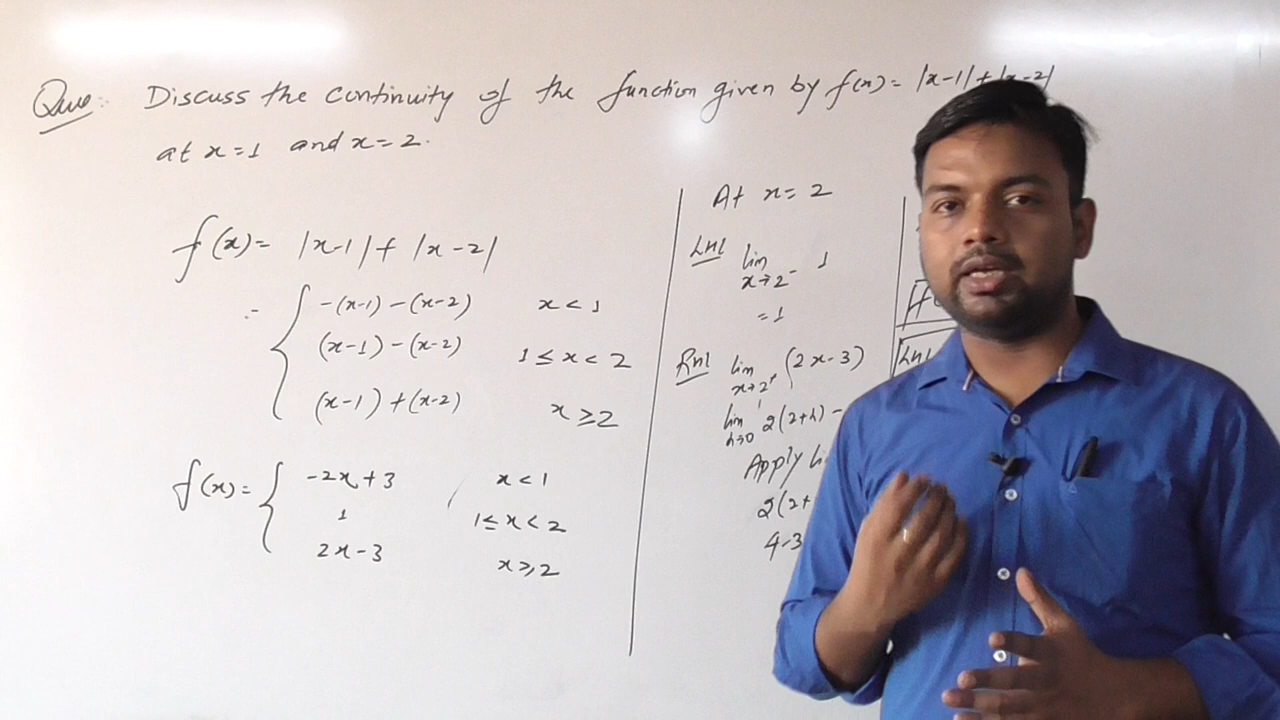 Ques:. Discuss the continuity of the function given by f(x)= |x-1|+|x-2|
at x=1 and x=2.
f(x)= |x-1|+|x-2|
-(x-1)-(x-2) x<1
(x-1)-(x-2) 1≤x<2
(x-1)+(x-2) x≥2
f(x)= { -2x+3 x<1
1 1≤x<2
2x-3 x≥2
At x=2
LHL lim 1
x→2⁻
=1
RHL lim (2x-3)
x→2⁺
lim 2(2+h)-
h→0
Apply
2(2+
4-3
LHL